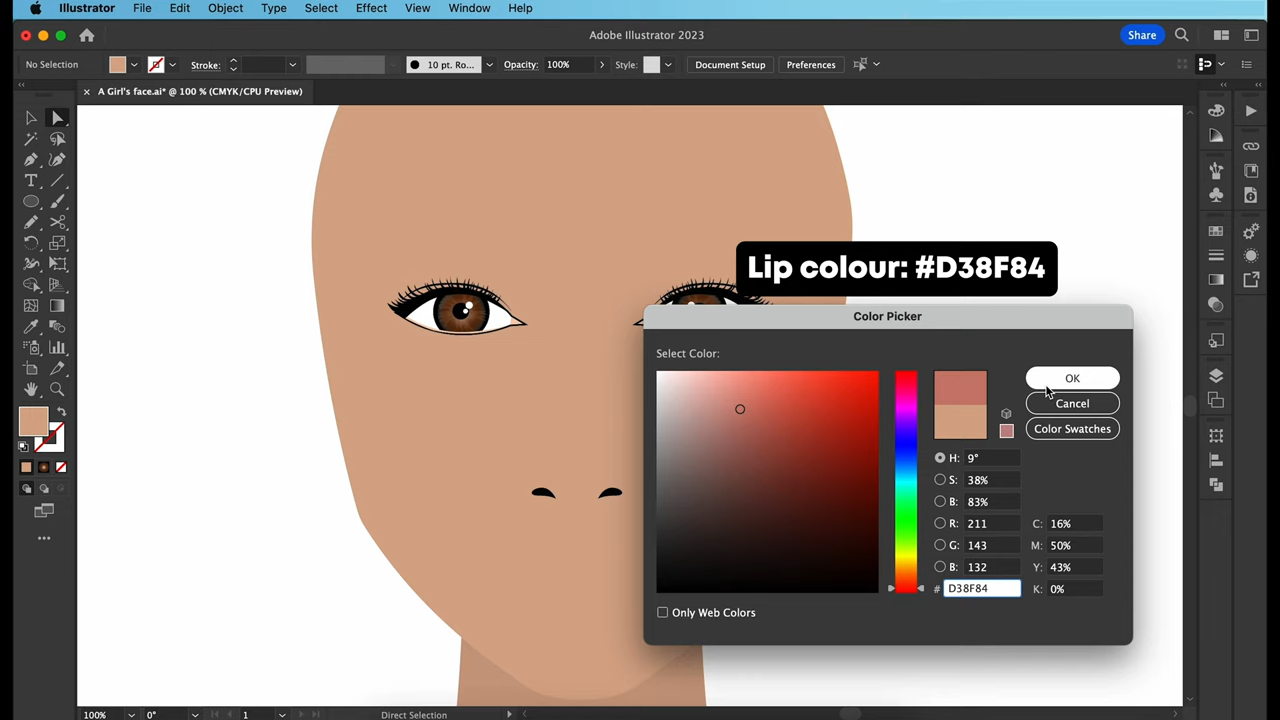 Illustrator File Edit Object Type Select Effect View Window Help
Adobe Illustrator 2023
Share
No Selection
Stroke:
10 pt. Ro...
Opacity: 100%
Style:
Document Setup
Preferences
× A Girl's face.ai* @ 100 % (CMYK/CPU Preview)
Lip colour: #D38F84
Color Picker
Select Color:
OK
Cancel
Color Swatches
H: 9°
S: 38%
B: 83%
R: 211
C: 16%
G: 143
M: 50%
B: 132
Y: 43%
# D38F84
K: 0%
Only Web Colors
100%
0°
1
Direct Selection